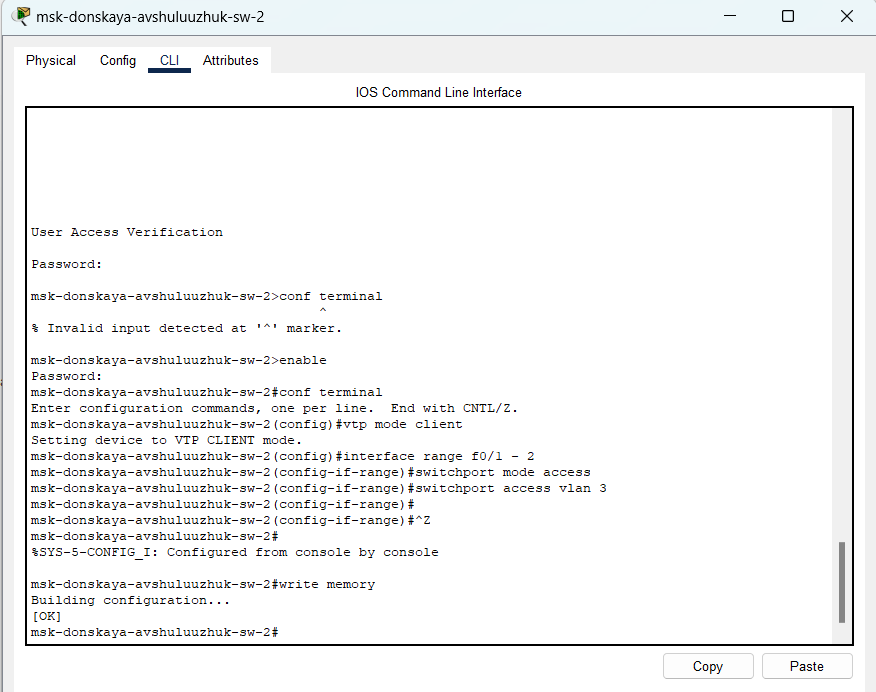 msk-donskaya-avshuluuzhuk-sw-2
Physical Config CLI Attributes
IOS Command Line Interface
User Access Verification
Password:
msk-donskaya-avshuluuzhuk-sw-2>conf terminal
^
% Invalid input detected at '^' marker.
msk-donskaya-avshuluuzhuk-sw-2>enable
Password:
msk-donskaya-avshuluuzhuk-sw-2#conf terminal
Enter configuration commands, one per line.  End with CNTL/Z.
msk-donskaya-avshuluuzhuk-sw-2(config)#vtp mode client
Setting device to VTP CLIENT mode.
msk-donskaya-avshuluuzhuk-sw-2(config)#interface range f0/1 - 2
msk-donskaya-avshuluuzhuk-sw-2(config-if-range)#switchport mode access
msk-donskaya-avshuluuzhuk-sw-2(config-if-range)#switchport access vlan 3
msk-donskaya-avshuluuzhuk-sw-2(config-if-range)#
msk-donskaya-avshuluuzhuk-sw-2(config-if-range)#^Z
msk-donskaya-avshuluuzhuk-sw-2#
%SYS-5-CONFIG_I: Configured from console by console
msk-donskaya-avshuluuzhuk-sw-2#write memory
Building configuration...
[OK]
msk-donskaya-avshuluuzhuk-sw-2#
Copy Paste